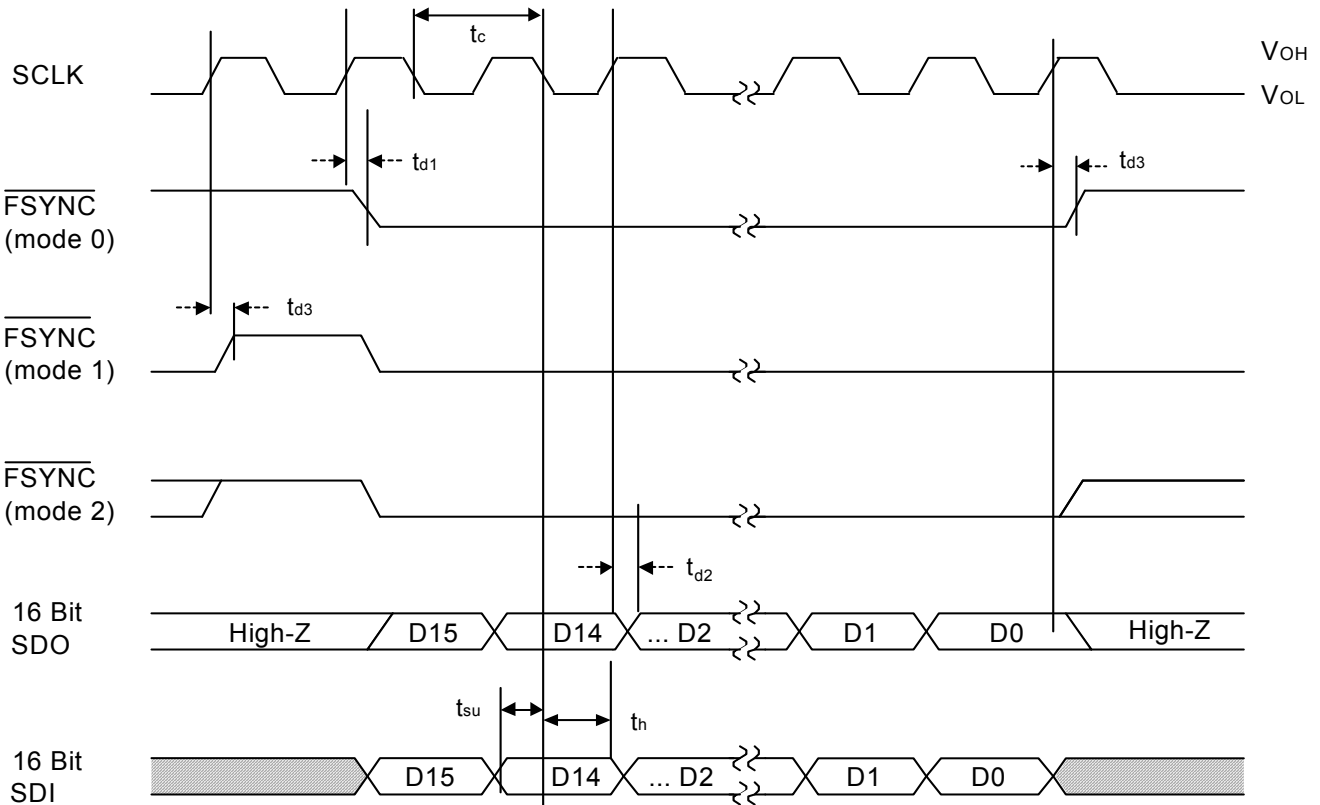 tc
SCLK
VOH
VOL
td1
td3
FSYNC
(mode 0)
td3
FSYNC
(mode 1)
FSYNC
(mode 2)
td2
16 Bit
SDO
High-Z
D15
D14
... D2
D1
D0
High-Z
tsu
th
16 Bit
SDI
D15
D14
... D2
D1
D0